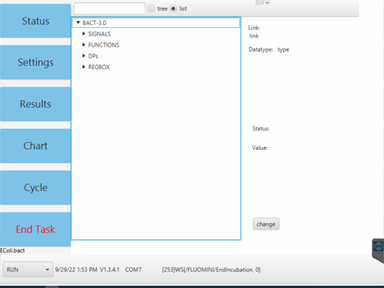 Status
Settings
Results
Chart
Cycle
End Task
tree
list
BACT-3.0
SIGNALS
FUNCTIONS
DPs
REGBOX
Link:
link
Datatype: type
Status:
Value:
change
EColi.bact
RUN
9/29/22 1:53 PM V1.3.4.1 COM7 [253]WS]/FLUOMINI/EndIncubation, 0]